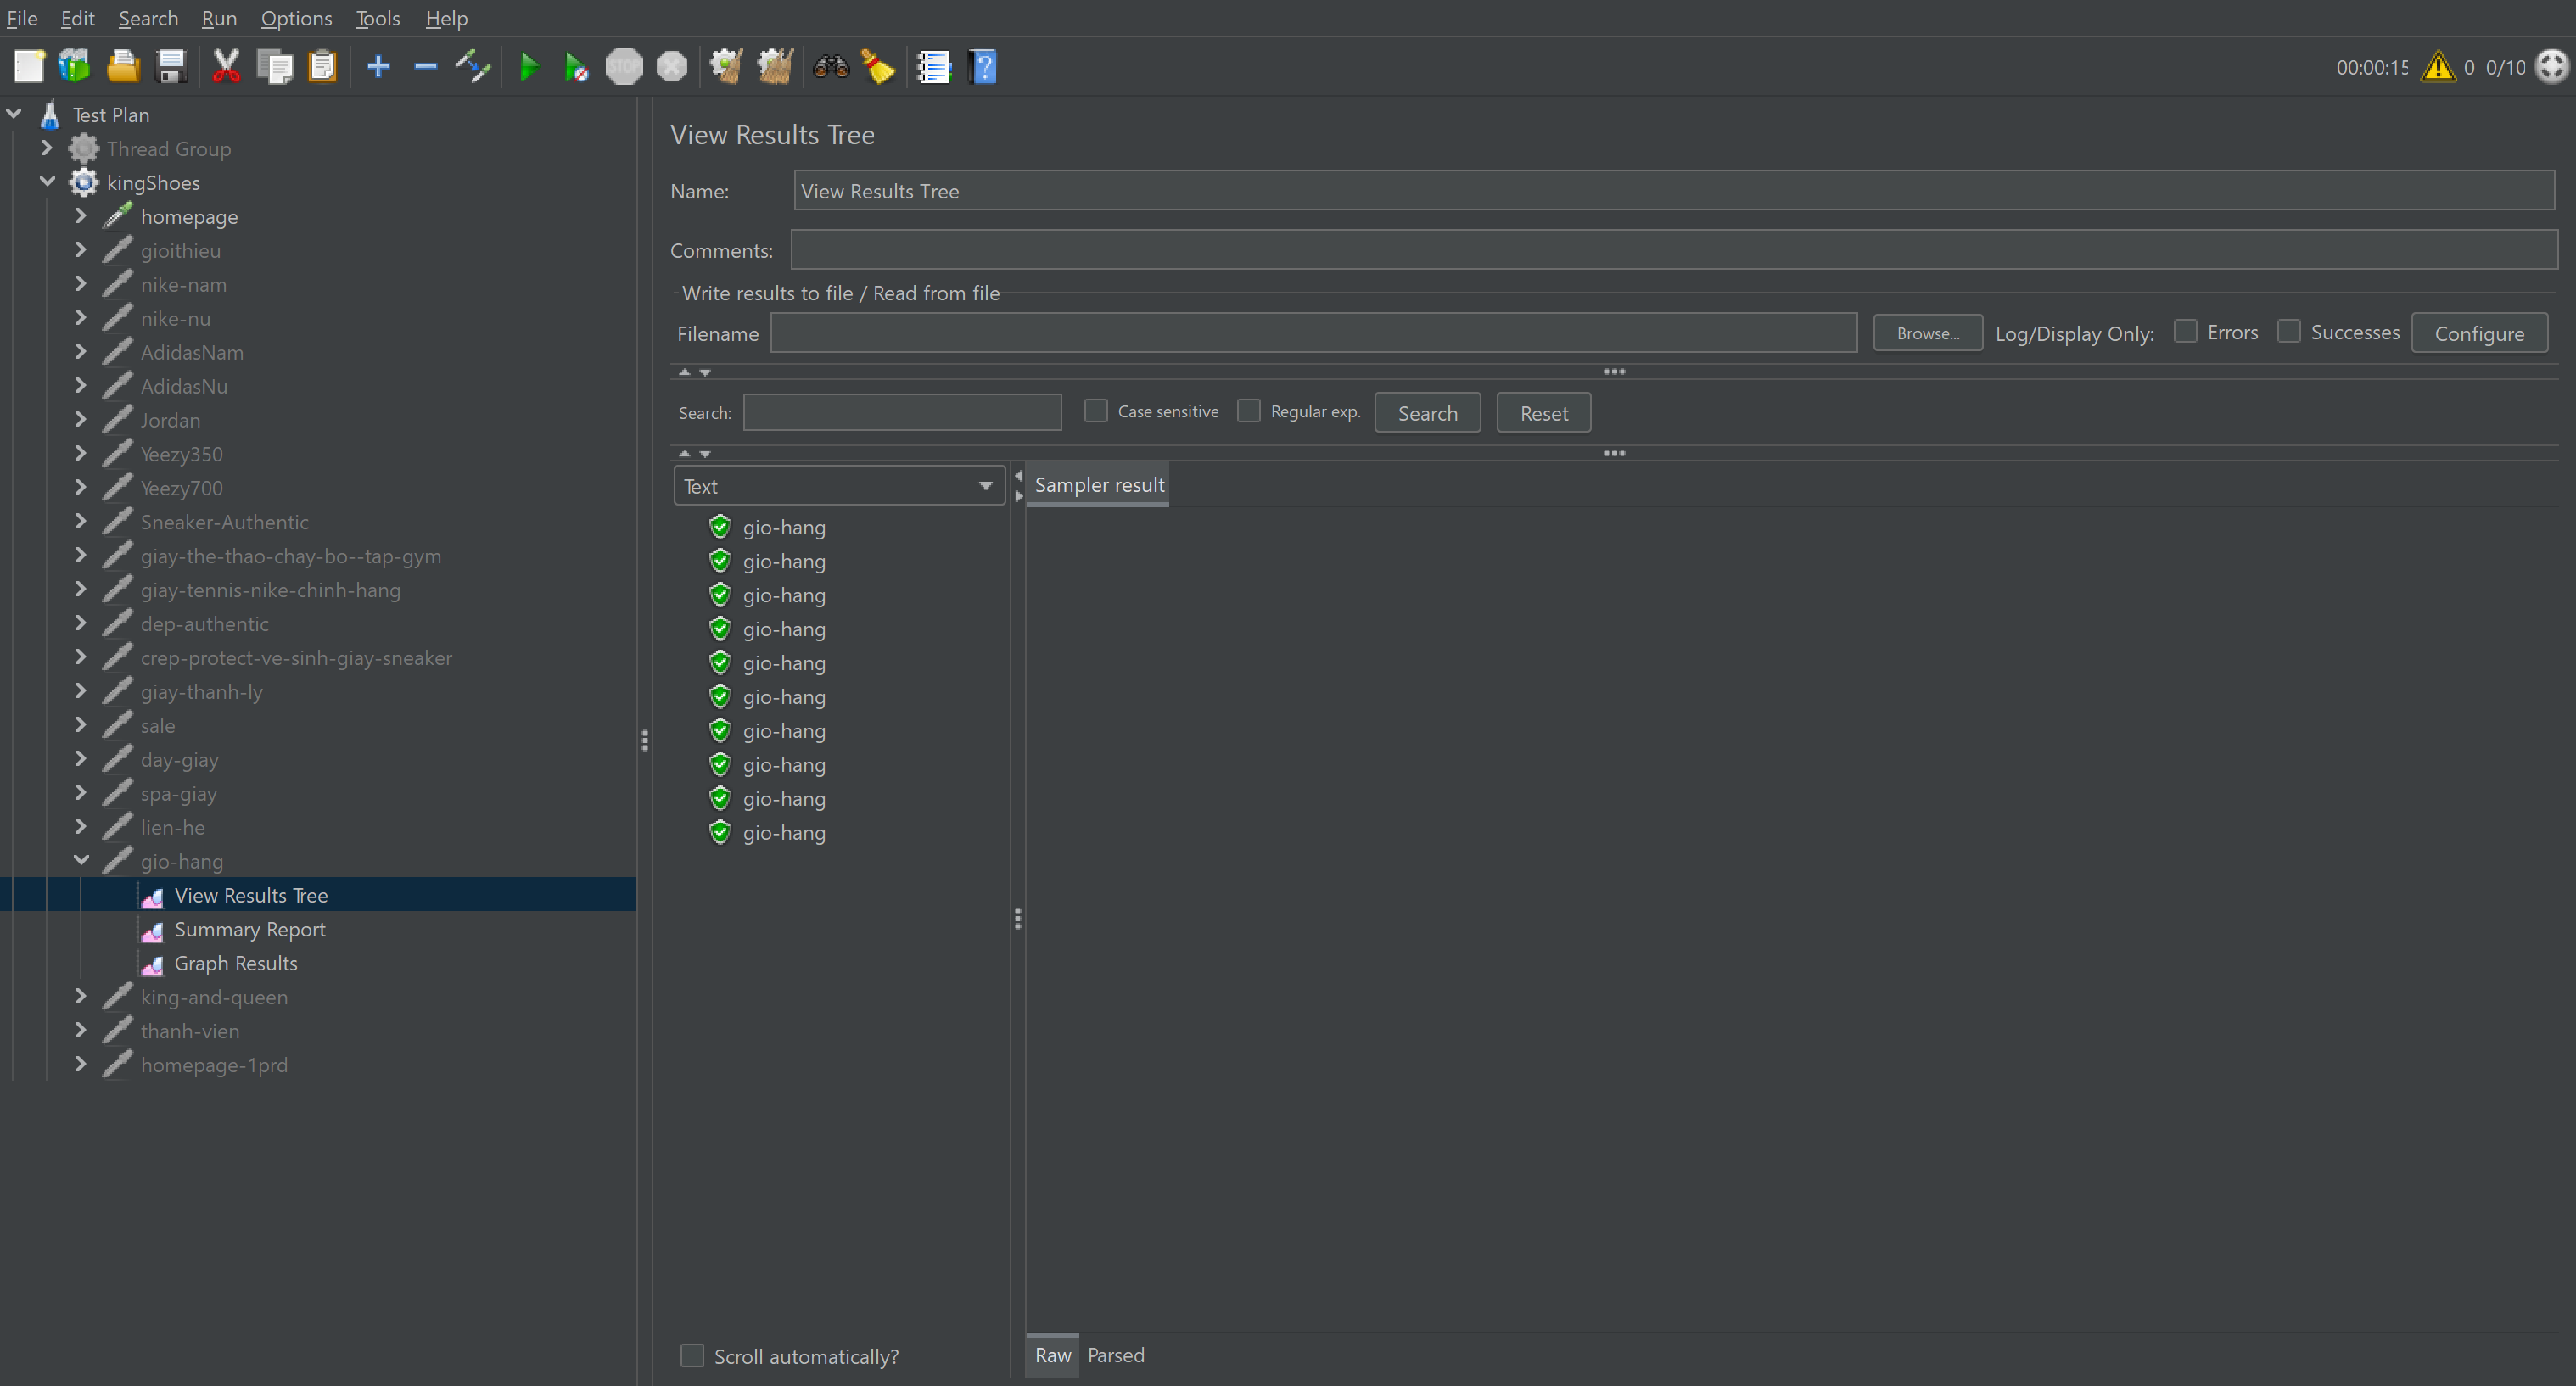 File Edit Search Run Options Tools Help
STOP
00:00:15 0 0/10
Test Plan
Thread Group
kingShoes
homepage
gioithieu
nike-nam
nike-nu
AdidasNam
AdidasNu
Jordan
Yeezy350
Yeezy700
Sneaker-Authentic
giay-the-thao-chay-bo--tap-gym
giay-tennis-nike-chinh-hang
dep-authentic
crep-protect-ve-sinh-giay-sneaker
giay-thanh-ly
sale
day-giay
spa-giay
lien-he
gio-hang
View Results Tree
Summary Report
Graph Results
king-and-queen
thanh-vien
homepage-1prd
View Results Tree
Name: View Results Tree
Comments:
Write results to file / Read from file
Filename Browse... Log/Display Only: Errors Successes Configure
Search: Case sensitive Regular exp. Search Reset
Text
Sampler result
gio-hang
gio-hang
gio-hang
gio-hang
gio-hang
gio-hang
gio-hang
gio-hang
gio-hang
gio-hang
Scroll automatically?
Raw Parsed